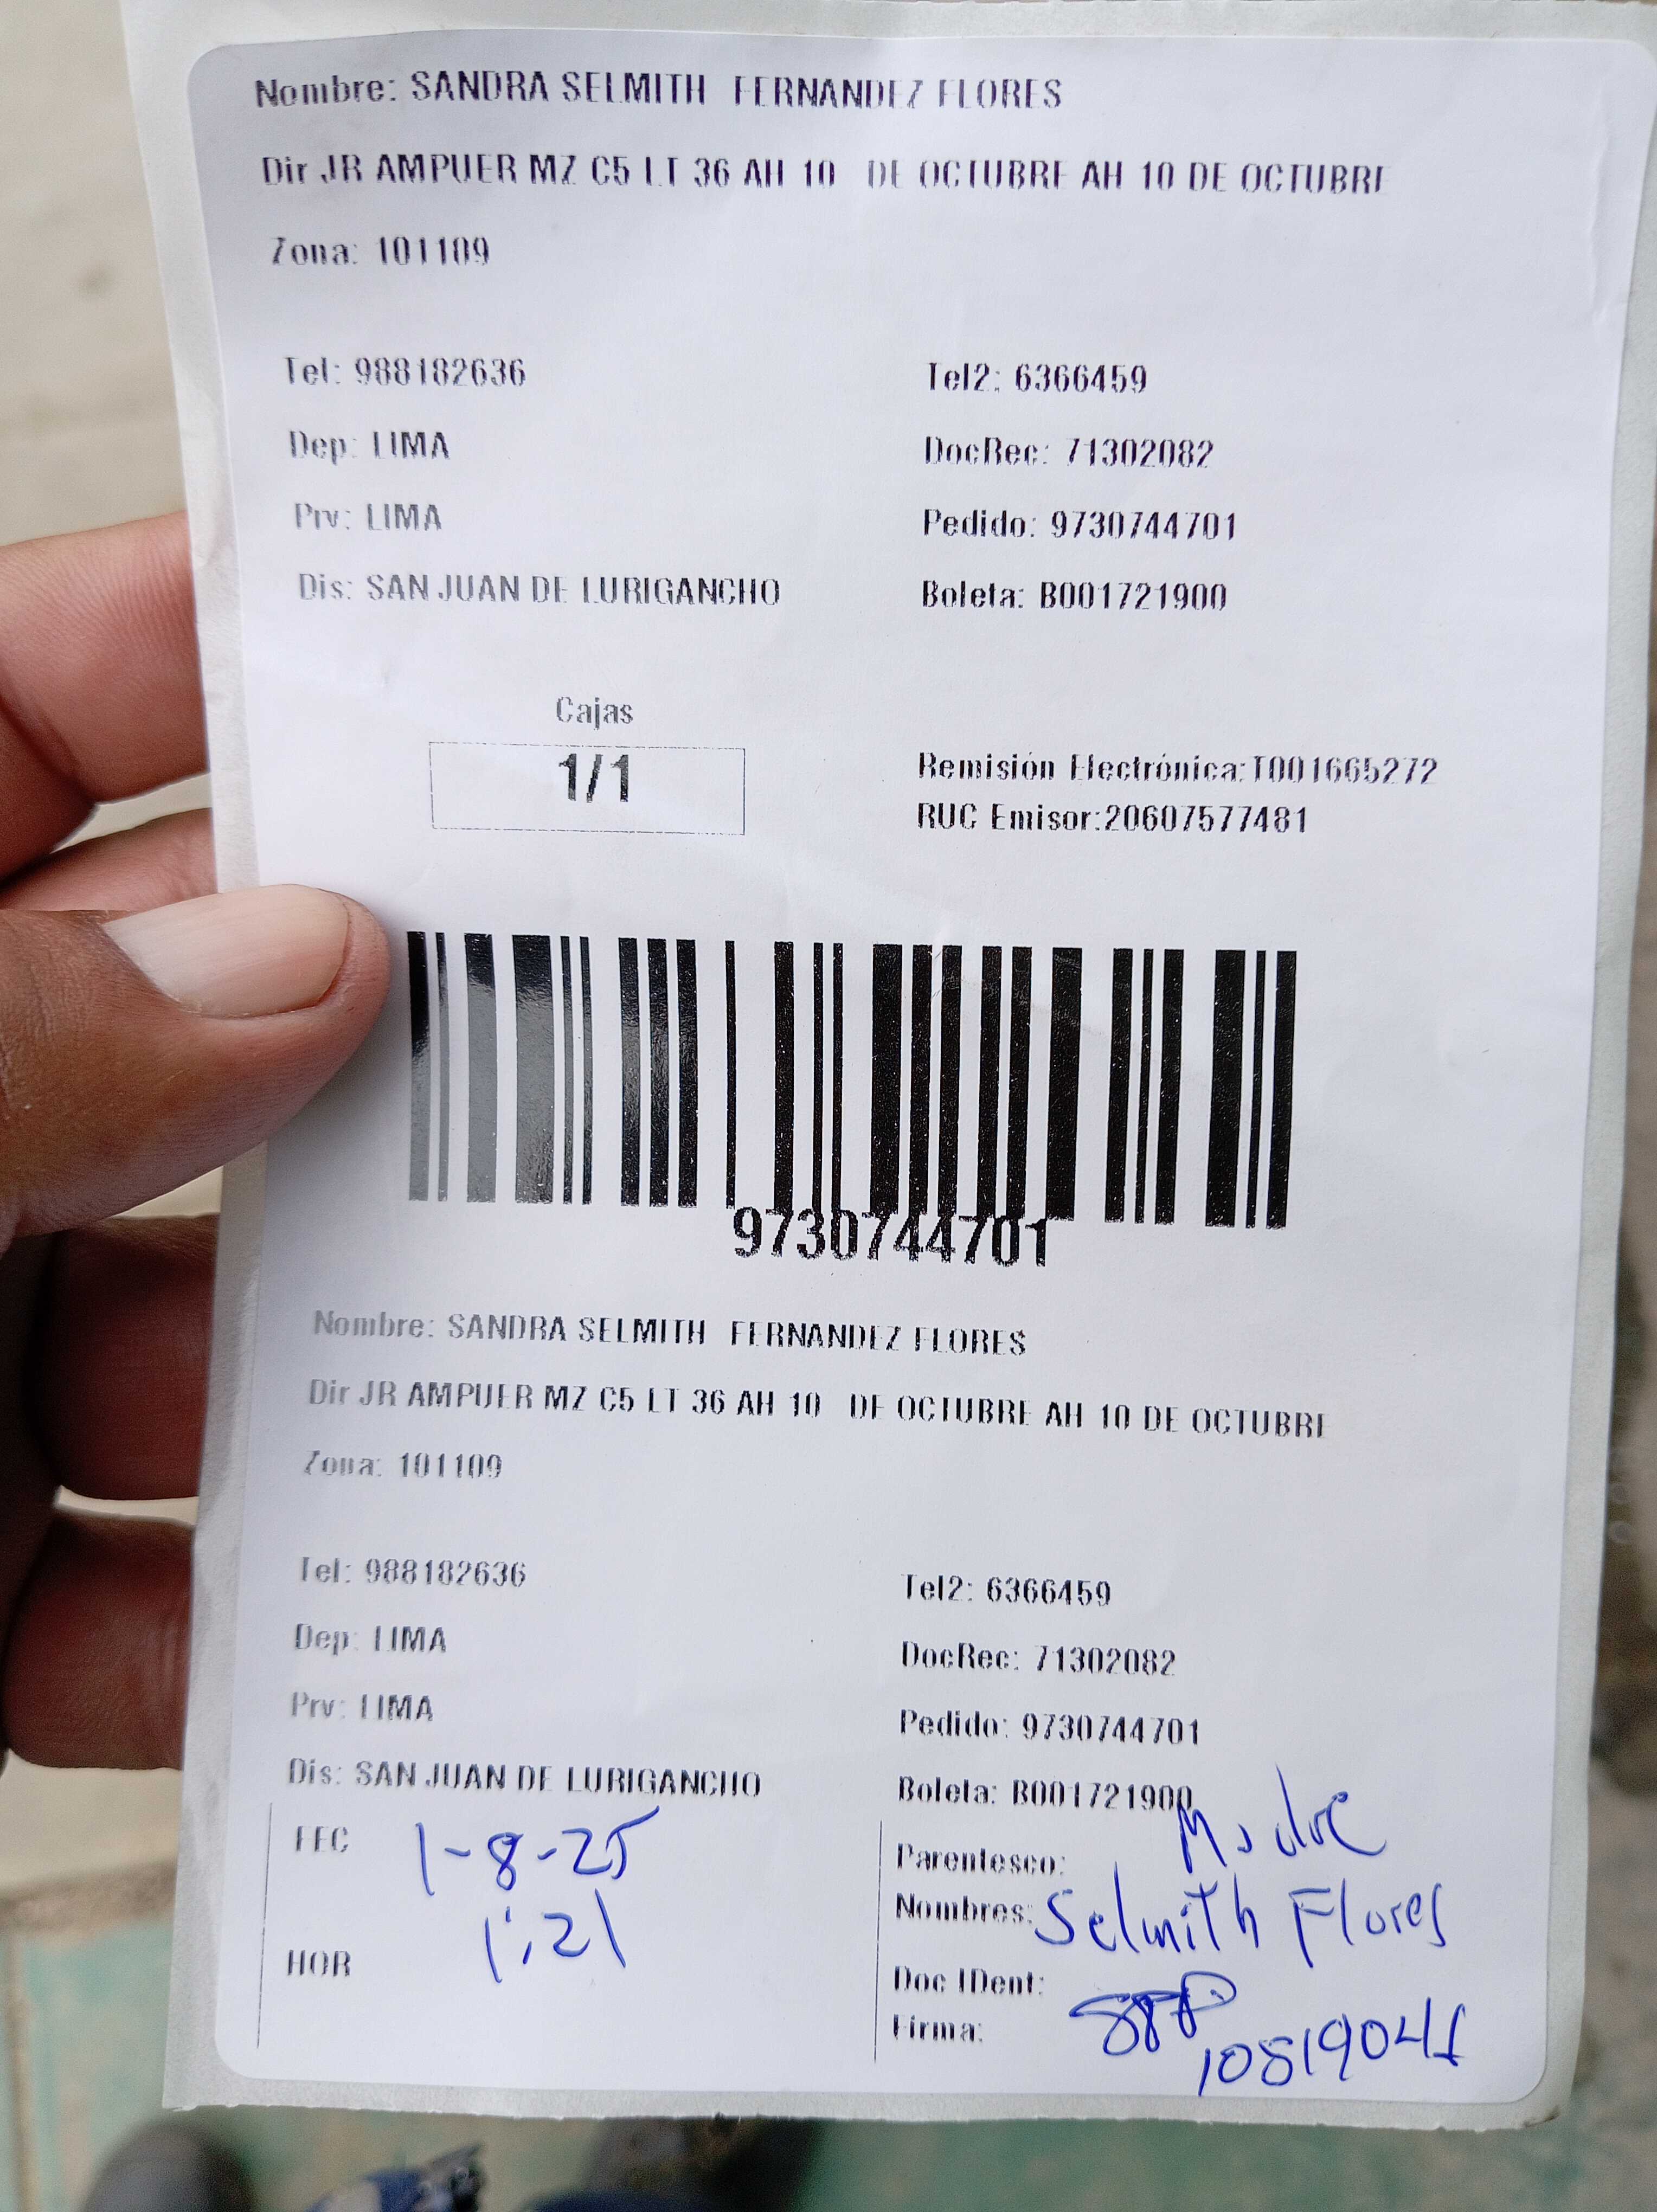 Nombre: SANDRA SELMITH FERNANDEZ FLORES
Dir JR AMPUER MZ C5 LT 36 AH 10 DE OCTUBRE AH 10 DE OCTUBRE
Zona: 101109
Tel: 988182636 Tel2: 6366459
Dep: LIMA DocRec: 71302082
Prv: LIMA Pedido: 9730744701
Dis: SAN JUAN DE LURIGANCHO Boleta: B001721900
Cajas
1/1
Remisión Electrónica:T001665272
RUC Emisor:20607577481
9730744701
Nombre: SANDRA SELMITH FERNANDEZ FLORES
Dir JR AMPUER MZ C5 LT 36 AH 10 DE OCTUBRE AH 10 DE OCTUBRE
Zona: 101109
Tel: 988182636 Tel2: 6366459
Dep: LIMA DocRec: 71302082
Prv: LIMA Pedido: 9730744701
Dis: SAN JUAN DE LURIGANCHO Boleta: B001721900
FEC 1-8-25
HOR 1:21
Parentesco: Madre
Nombres: Selmith Flores
Doc IDent:
Firma: